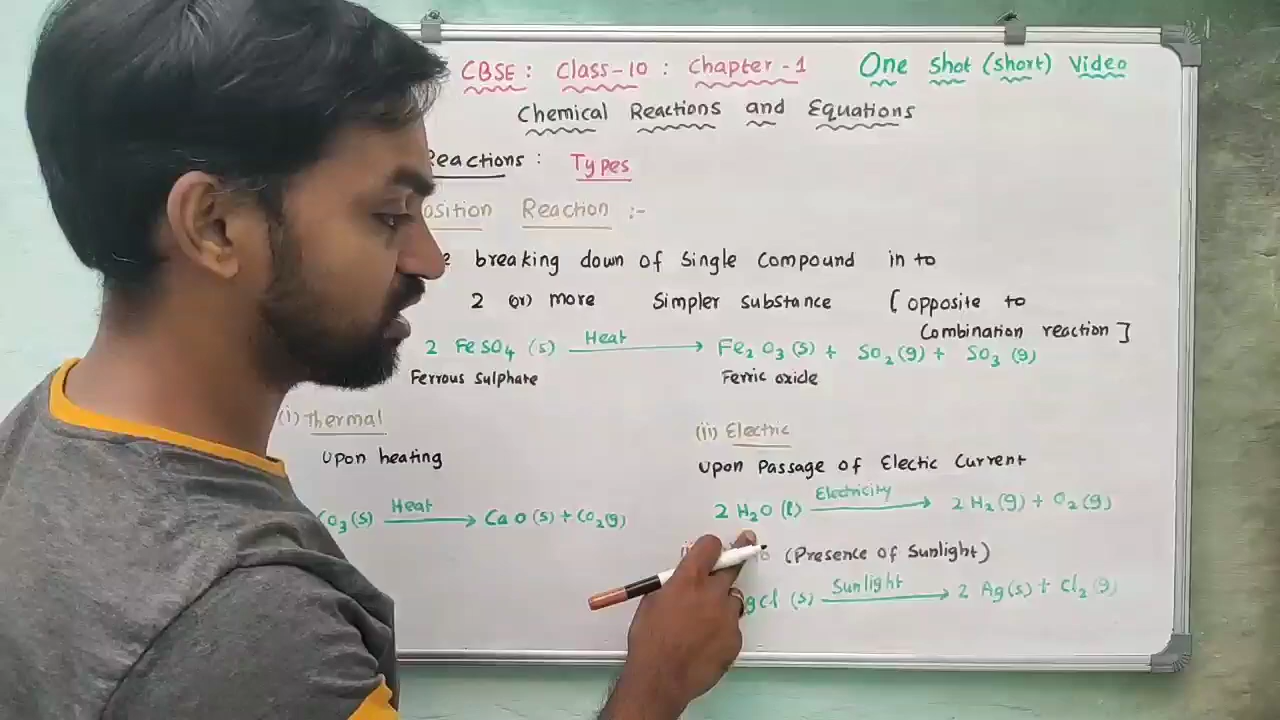 CBSE : Class-10 : Chapter-1 One Shot (short) Video
Chemical Reactions and Equations
Reactions : Types
osition Reaction :-
breaking down of Single Compound in to
2 (or) more Simpler substance [opposite to
Combination reaction]
2 FeSO₄ (s) Heat → Fe₂O₃(s) + SO₂(g) + SO₃(g)
Ferrous sulphate Ferric oxide
(i) Thermal
Upon heating
O₃(s) Heat → CaO(s) + CO₂(g)
(ii) Electric
Upon Passage of Electic Current
2 H₂O(l) Electricity → 2 H₂(g) + O₂(g)
(Presence of Sunlight)
gCl (s) Sunlight → 2 Ag(s) + Cl₂(g)